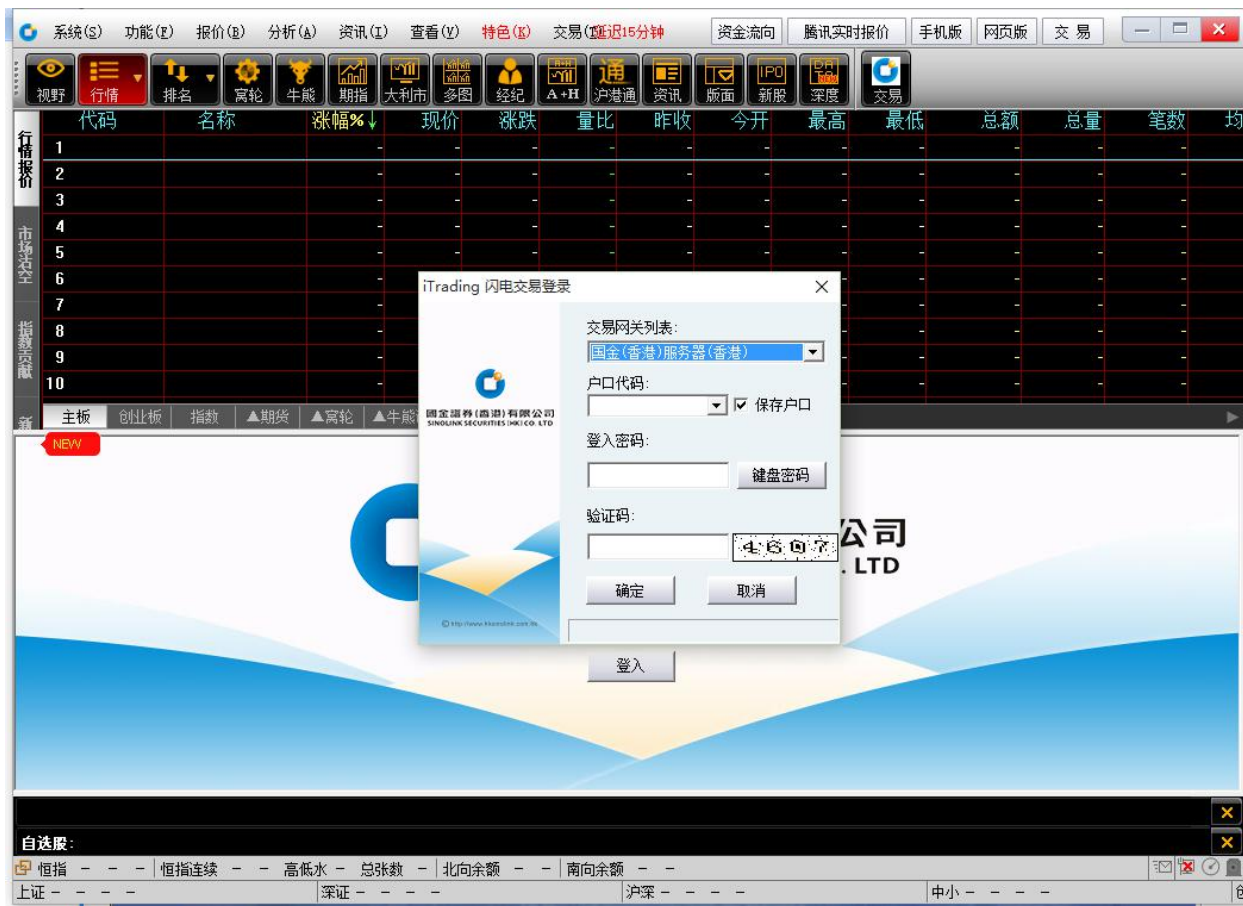 系统(S) 功能(F) 报价(B) 分析(A) 资讯(I) 查看(V) 特色(K) 交易(T) 延迟15分钟 资金流向 腾讯实时报价 手机版 网页版 交 易
视野 行情 排名 窝轮 牛熊 期指 大利市 多图 经纪 A+H 沪港通 资讯 版面 新股 深度 交易
代码 名称 涨幅%↓ 现价 涨跌 量比 昨收 今开 最高 最低 总额 总量 笔数 均
行情报价
市场沽空
指数贡献
新
1 - - - - - - - - - - -
2 - - - - - - - - - - -
3 - - - - - - - - - - -
4 - - - - - - - - - - -
5 - - - - - - - - - - -
6 -
7 -
8 -
9 -
10 -
主板 创业板 指数 ▲期货 ▲窝轮 ▲牛熊
NEW
iTrading 闪电交易登录
交易网关列表:
国金(香港)服务器(香港)
户口代码:
保存户口
登入密码:
键盘密码
验证码:
4607
确定 取消
國金證券(香港)有限公司
SINOLINK SECURITIES (HK) CO. LTD
公司
. LTD
登入
自选股:
恒指 - - - 恒指连续 - - 高低水 - 总张数 - 北向余额 - - 南向余额 - -
上证 - - - - 深证 - - - - 沪深 - - - - 中小 - - - -